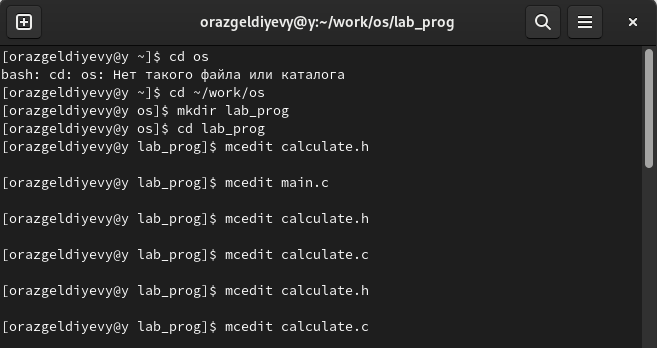 orazgeldiyevy@y:~/work/os/lab_prog
[orazgeldiyevy@y ~]$ cd os
bash: cd: os: Нет такого файла или каталога
[orazgeldiyevy@y ~]$ cd ~/work/os
[orazgeldiyevy@y os]$ mkdir lab_prog
[orazgeldiyevy@y os]$ cd lab_prog
[orazgeldiyevy@y lab_prog]$ mcedit calculate.h
[orazgeldiyevy@y lab_prog]$ mcedit main.c
[orazgeldiyevy@y lab_prog]$ mcedit calculate.h
[orazgeldiyevy@y lab_prog]$ mcedit calculate.c
[orazgeldiyevy@y lab_prog]$ mcedit calculate.h
[orazgeldiyevy@y lab_prog]$ mcedit calculate.c